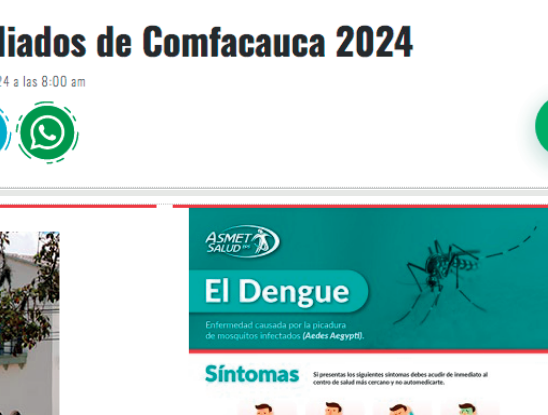 liados de Comfacauca 2024
24 a las 8:00 am
ASMET
SALUD
El Dengue
Enfermedad causada por la picadura
de mosquitos infectados (Aedes Aegypti).
Síntomas
Si presentas los siguientes síntomas debes acudir de inmediato al
centro de salud más cercano y no automedicarte.